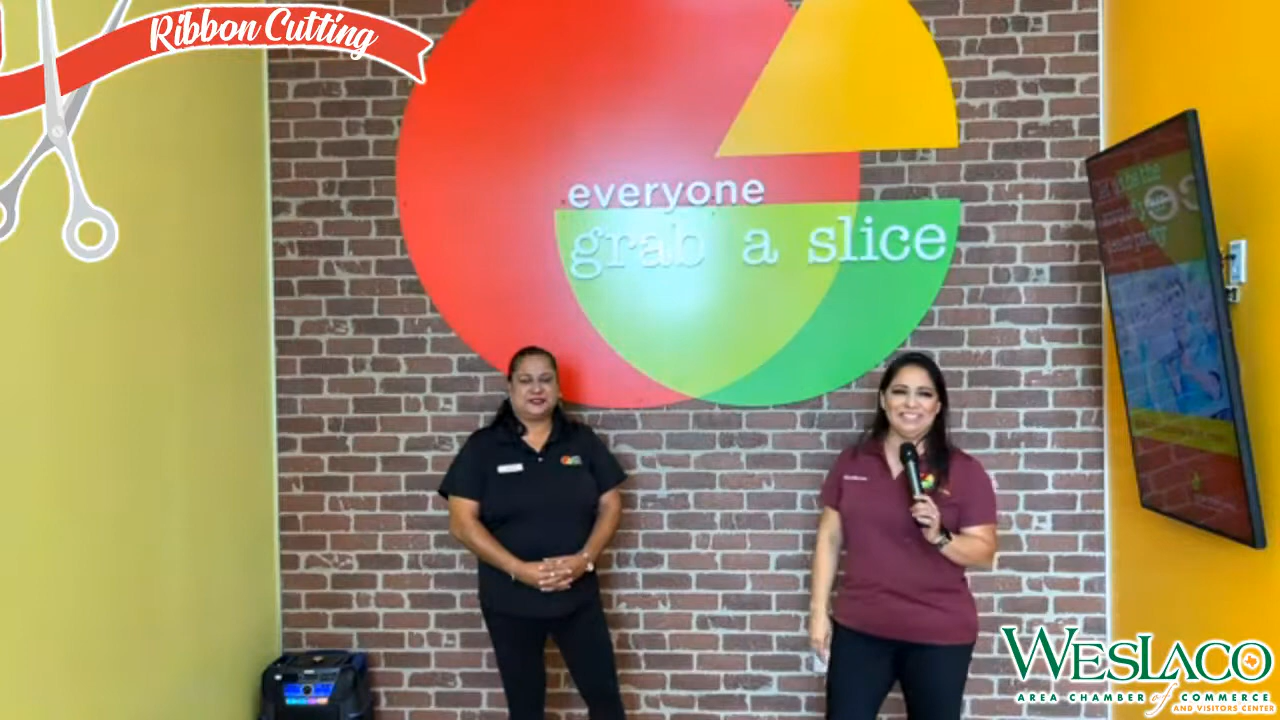 Ribbon Cutting
everyone
grab a slice
WESLACO
AREA CHAMBER of COMMERCE
AND VISITORS CENTER